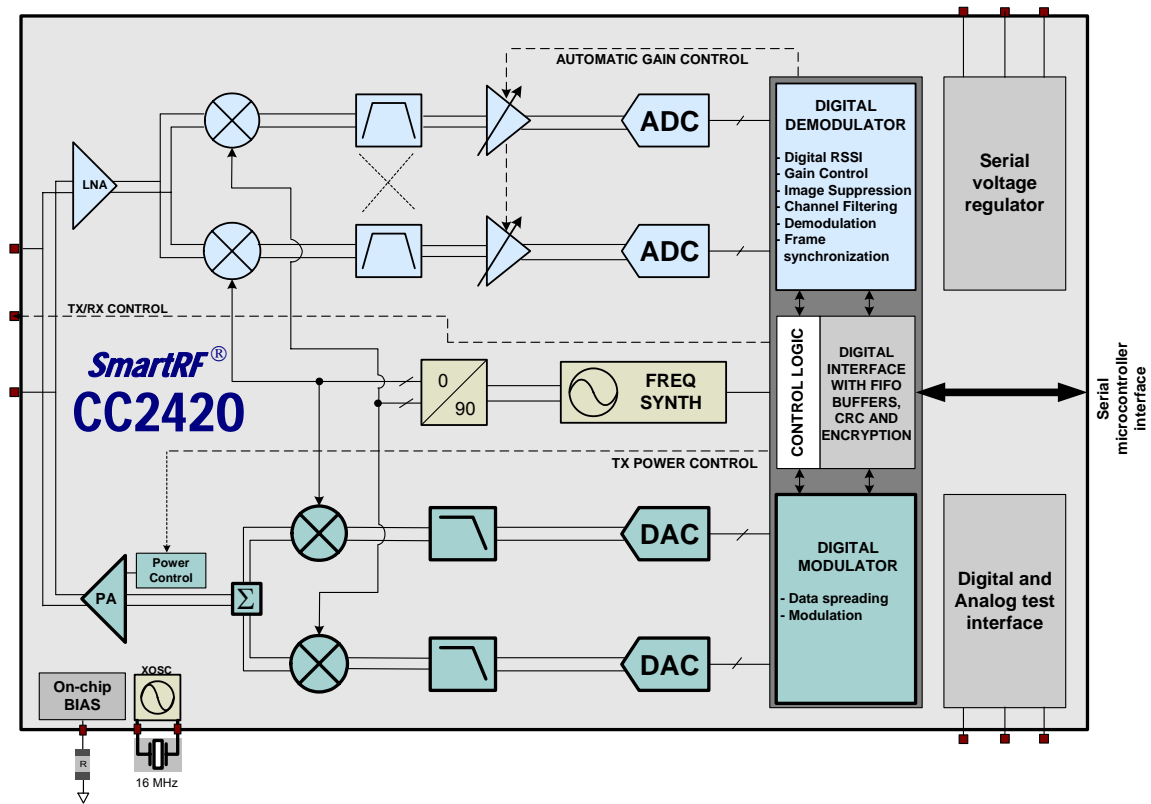 AUTOMATIC GAIN CONTROL
LNA
ADC
ADC
DIGITAL
DEMODULATOR
- Digital RSSI
- Gain Control
- Image Suppression
- Channel Filtering
- Demodulation
- Frame
synchronization
Serial
voltage
regulator
TX/RX CONTROL
SmartRF®
CC2420
0
90
FREQ
SYNTH
CONTROL LOGIC
DIGITAL
INTERFACE
WITH FIFO
BUFFERS,
CRC AND
ENCRYPTION
Serial
microcontroller
interface
TX POWER CONTROL
Power
Control
PA
Σ
DAC
DAC
DIGITAL
MODULATOR
- Data spreading
- Modulation
Digital and
Analog test
interface
On-chip
BIAS
XOSC
R
16 MHz